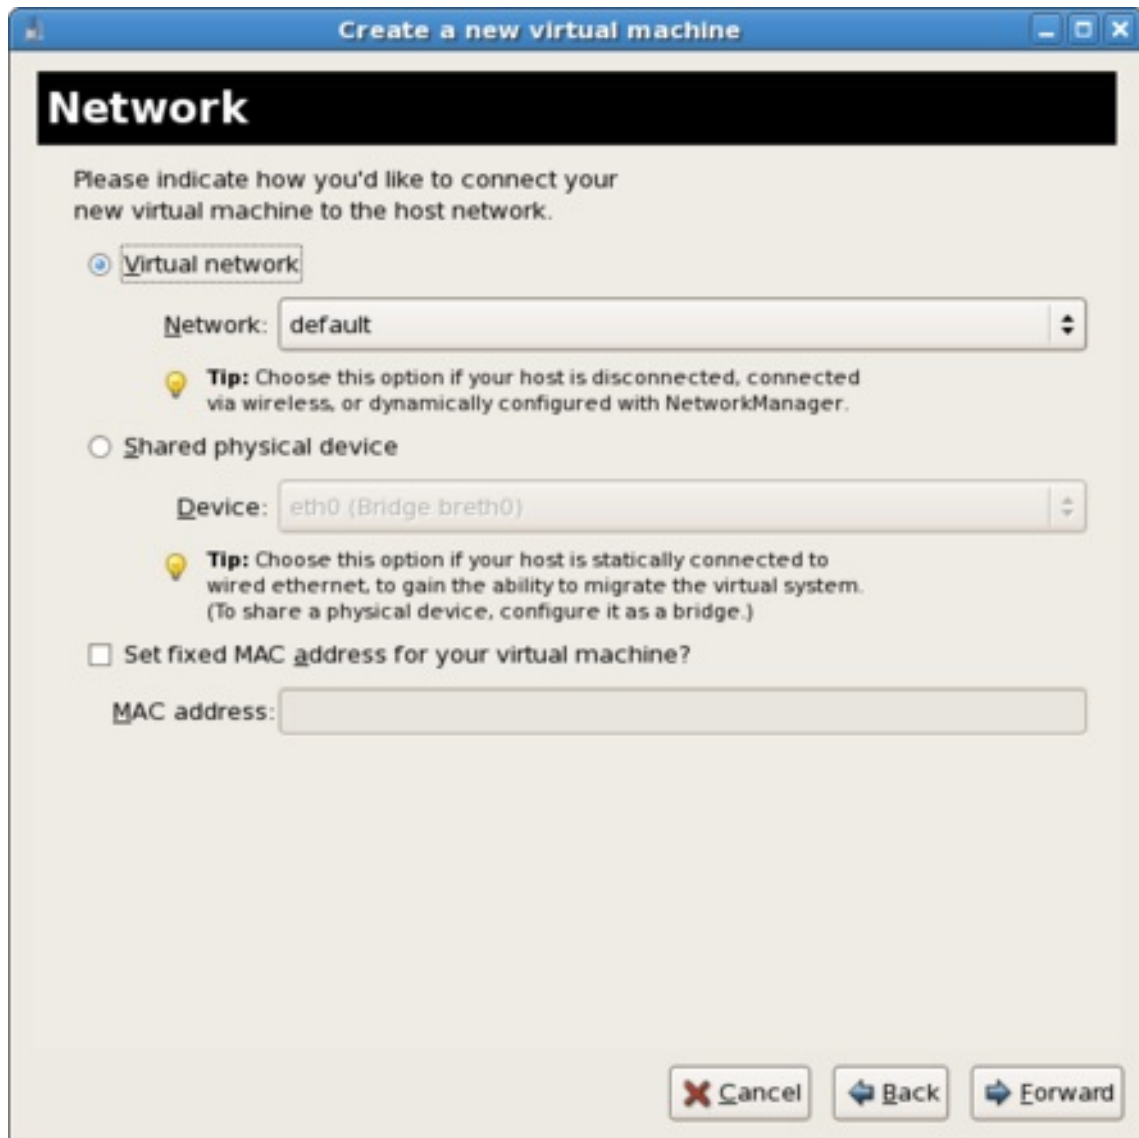 Create a new virtual machine
Network
Please indicate how you'd like to connect your
new virtual machine to the host network.
Virtual network
Network: default
Tip: Choose this option if your host is disconnected, connected
via wireless, or dynamically configured with NetworkManager.
Shared physical device
Device: eth0 (Bridge breth0)
Tip: Choose this option if your host is statically connected to
wired ethernet, to gain the ability to migrate the virtual system.
(To share a physical device, configure it as a bridge.)
Set fixed MAC address for your virtual machine?
MAC address:
Cancel Back Forward